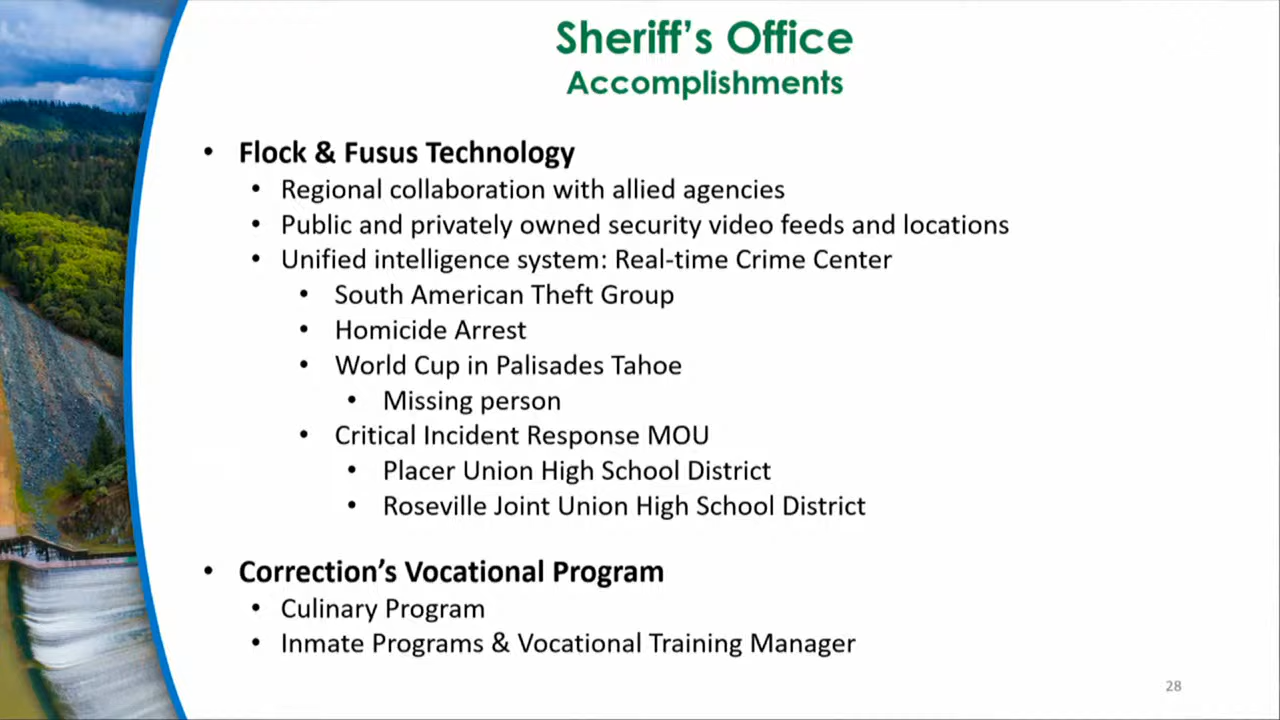 Sheriff's Office
Accomplishments
• Flock & Fusus Technology
• Regional collaboration with allied agencies
• Public and privately owned security video feeds and locations
• Unified intelligence system: Real-time Crime Center
• South American Theft Group
• Homicide Arrest
• World Cup in Palisades Tahoe
• Missing person
• Critical Incident Response MOU
• Placer Union High School District
• Roseville Joint Union High School District
• Correction's Vocational Program
• Culinary Program
• Inmate Programs & Vocational Training Manager
28